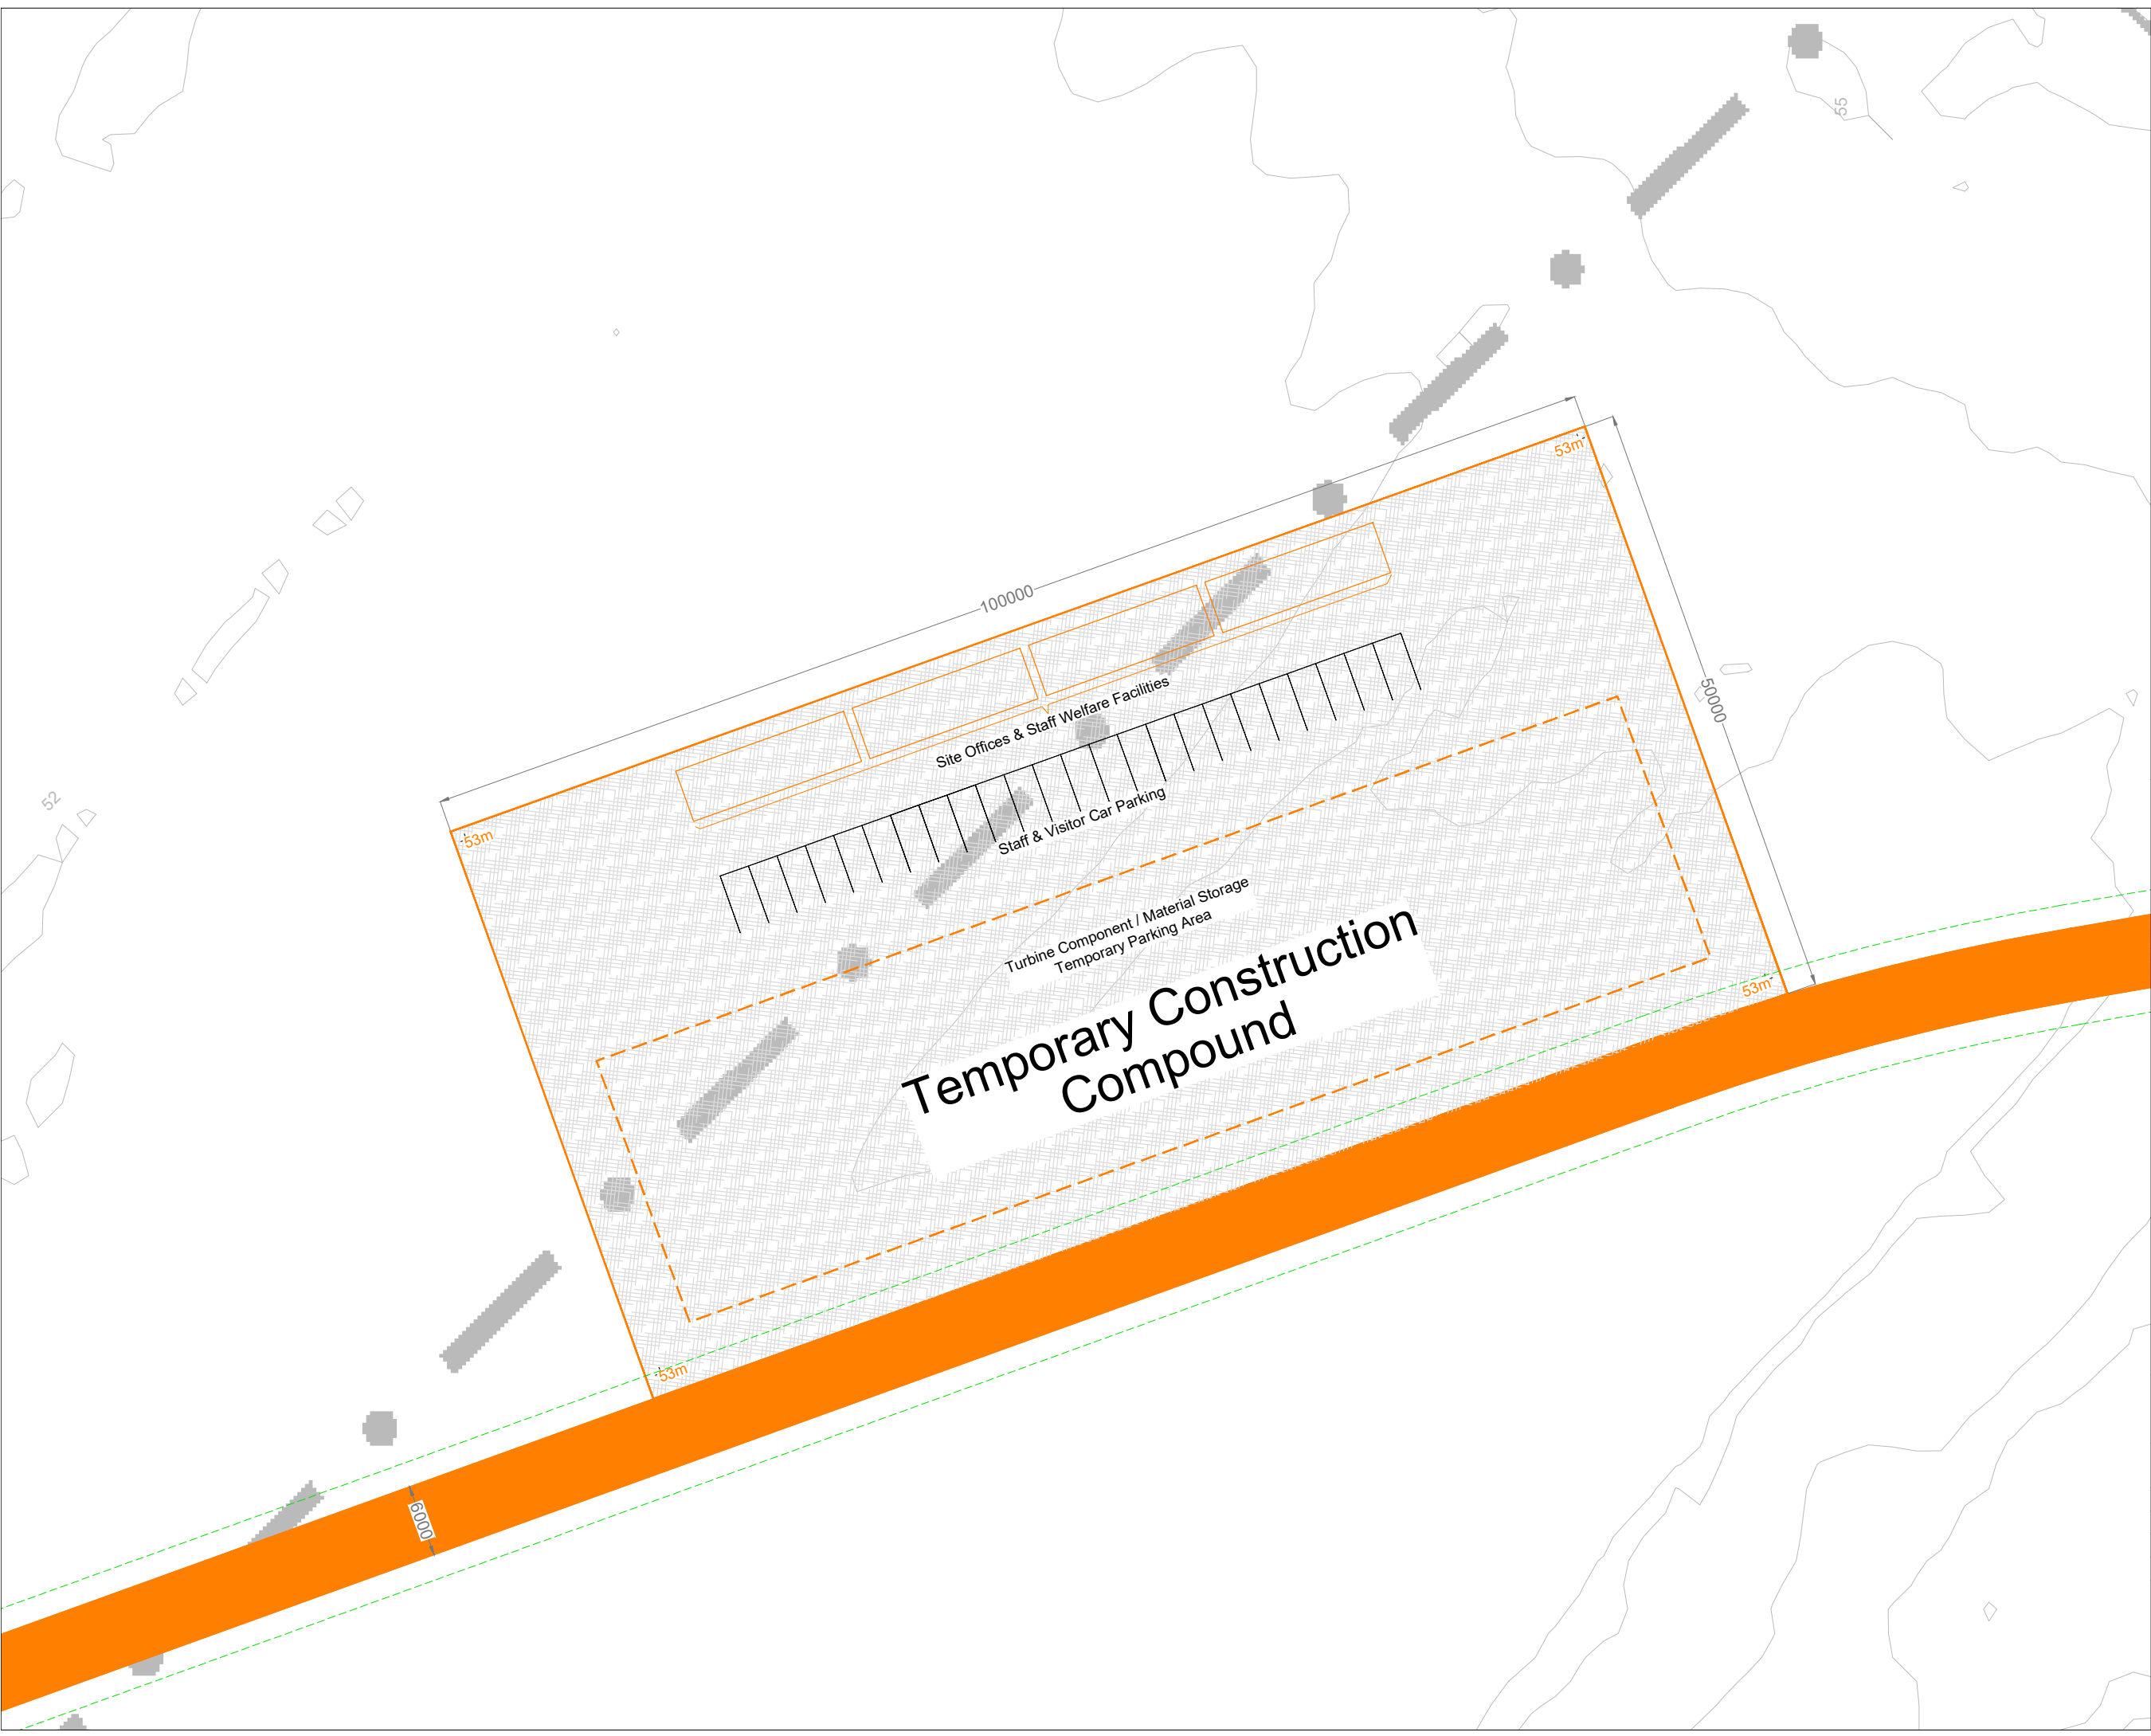 55
53m
100000
50000
Site Offices & Staff Welfare Facilities
52
53m
Staff & Visitor Car Parking
Turbine Component / Material Storage
Temporary Parking Area
Temporary Construction
Compound
53m
53m
6000